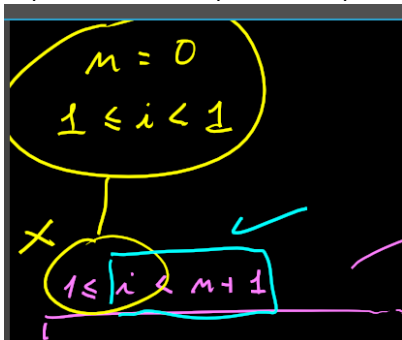 n = 0
1 ≤ i < 1
1 ≤ i < n + 1